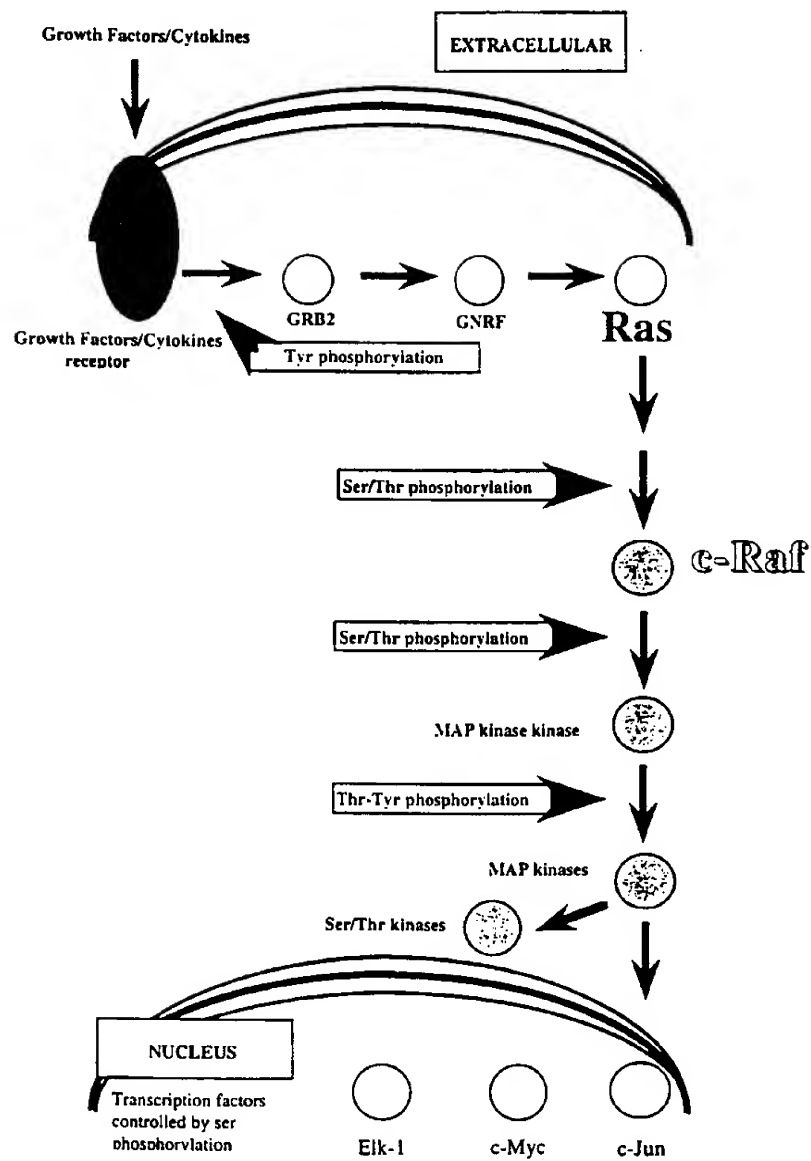 Growth Factors/Cytokines
EXTRACELLULAR
GRB2
GNRF
Ras
Growth Factors/Cytokines
receptor
Tyr phosphorylation
Ser/Thr phosphorylation
c-Raf
Ser/Thr phosphorylation
MAP kinase kinase
Thr-Tyr phosphorylation
MAP kinases
Ser/Thr kinases
NUCLEUS
Transcription factors
controlled by ser
phosphorylation
Elk-1
c-Myc
c-Jun